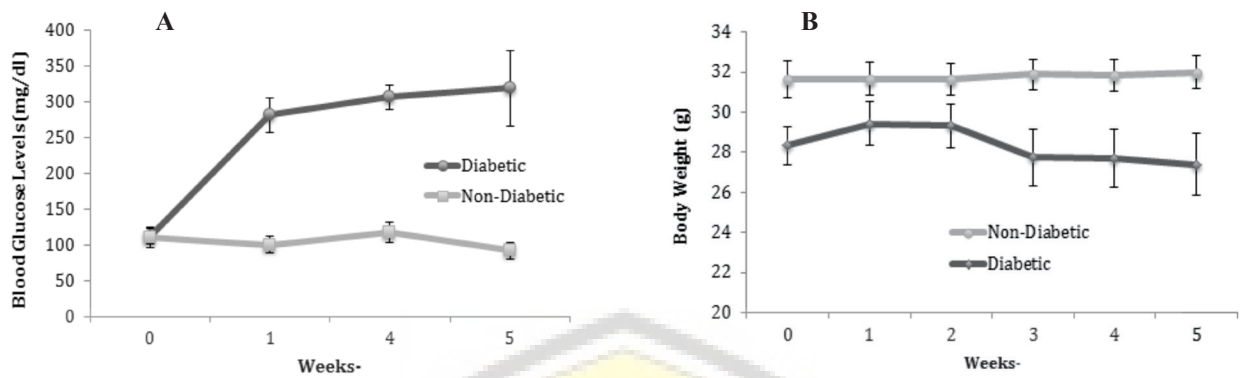 A
Blood Glucose Levels (mg/dl)
400
350
300
250
200
150
100
50
0
Diabetic
Non-Diabetic
0 1 4 5
Weeks-
B
Body Weight (g)
34
32
30
28
26
24
22
20
Non-Diabetic
Diabetic
0 1 2 3 4 5
Weeks-